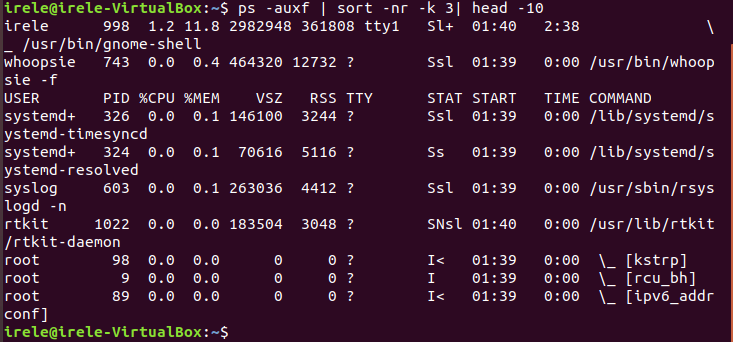 irele@irele-VirtualBox:~$ ps -auxf | sort -nr -k 3| head -10
irele       998  1.2 11.8 2982948 361808 tty1   Sl+  01:40   2:38                  \
_ /usr/bin/gnome-shell
whoopsie    743  0.0  0.4 464320 12732 ?        Ssl  01:39   0:00 /usr/bin/whoop
sie -f
USER        PID %CPU %MEM    VSZ   RSS TTY      STAT START   TIME COMMAND
systemd+    326  0.0  0.1 146100  3244 ?        Ssl  01:39   0:00 /lib/systemd/s
ystemd-timesyncd
systemd+    324  0.0  0.1  70616  5116 ?        Ss   01:39   0:00 /lib/systemd/s
ystemd-resolved
syslog      603  0.0  0.1 263036  4412 ?        Ssl  01:39   0:00 /usr/sbin/rsys
logd -n
rtkit      1022  0.0  0.0 183504  3048 ?        SNsl 01:40   0:00 /usr/lib/rtkit
/rtkit-daemon
root         98  0.0  0.0      0     0 ?        I<   01:39   0:00  \_ [kstrp]
root          9  0.0  0.0      0     0 ?        I    01:39   0:00  \_ [rcu_bh]
root         89  0.0  0.0      0     0 ?        I<   01:39   0:00  \_ [ipv6_addr
conf]
irele@irele-VirtualBox:~$